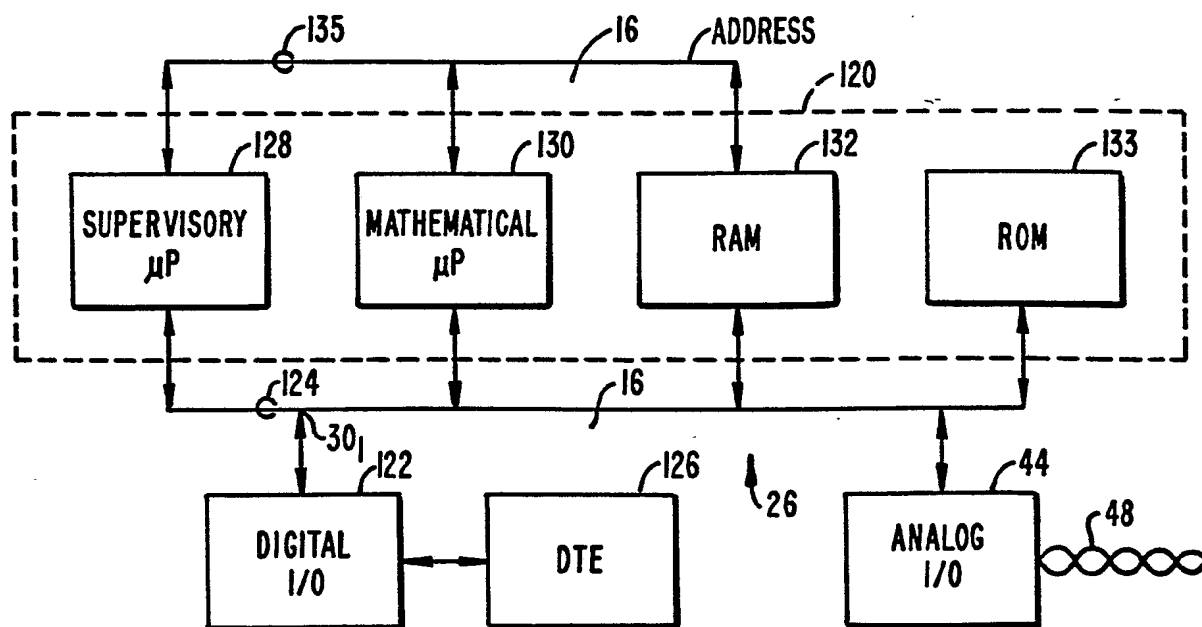 135
16
ADDRESS
120
128
130
132
133
SUPERVISORY
μP
MATHEMATICAL
μP
RAM
ROM
124
16
30
122
126
26
44
48
DIGITAL
I/O
DTE
ANALOG
I/O